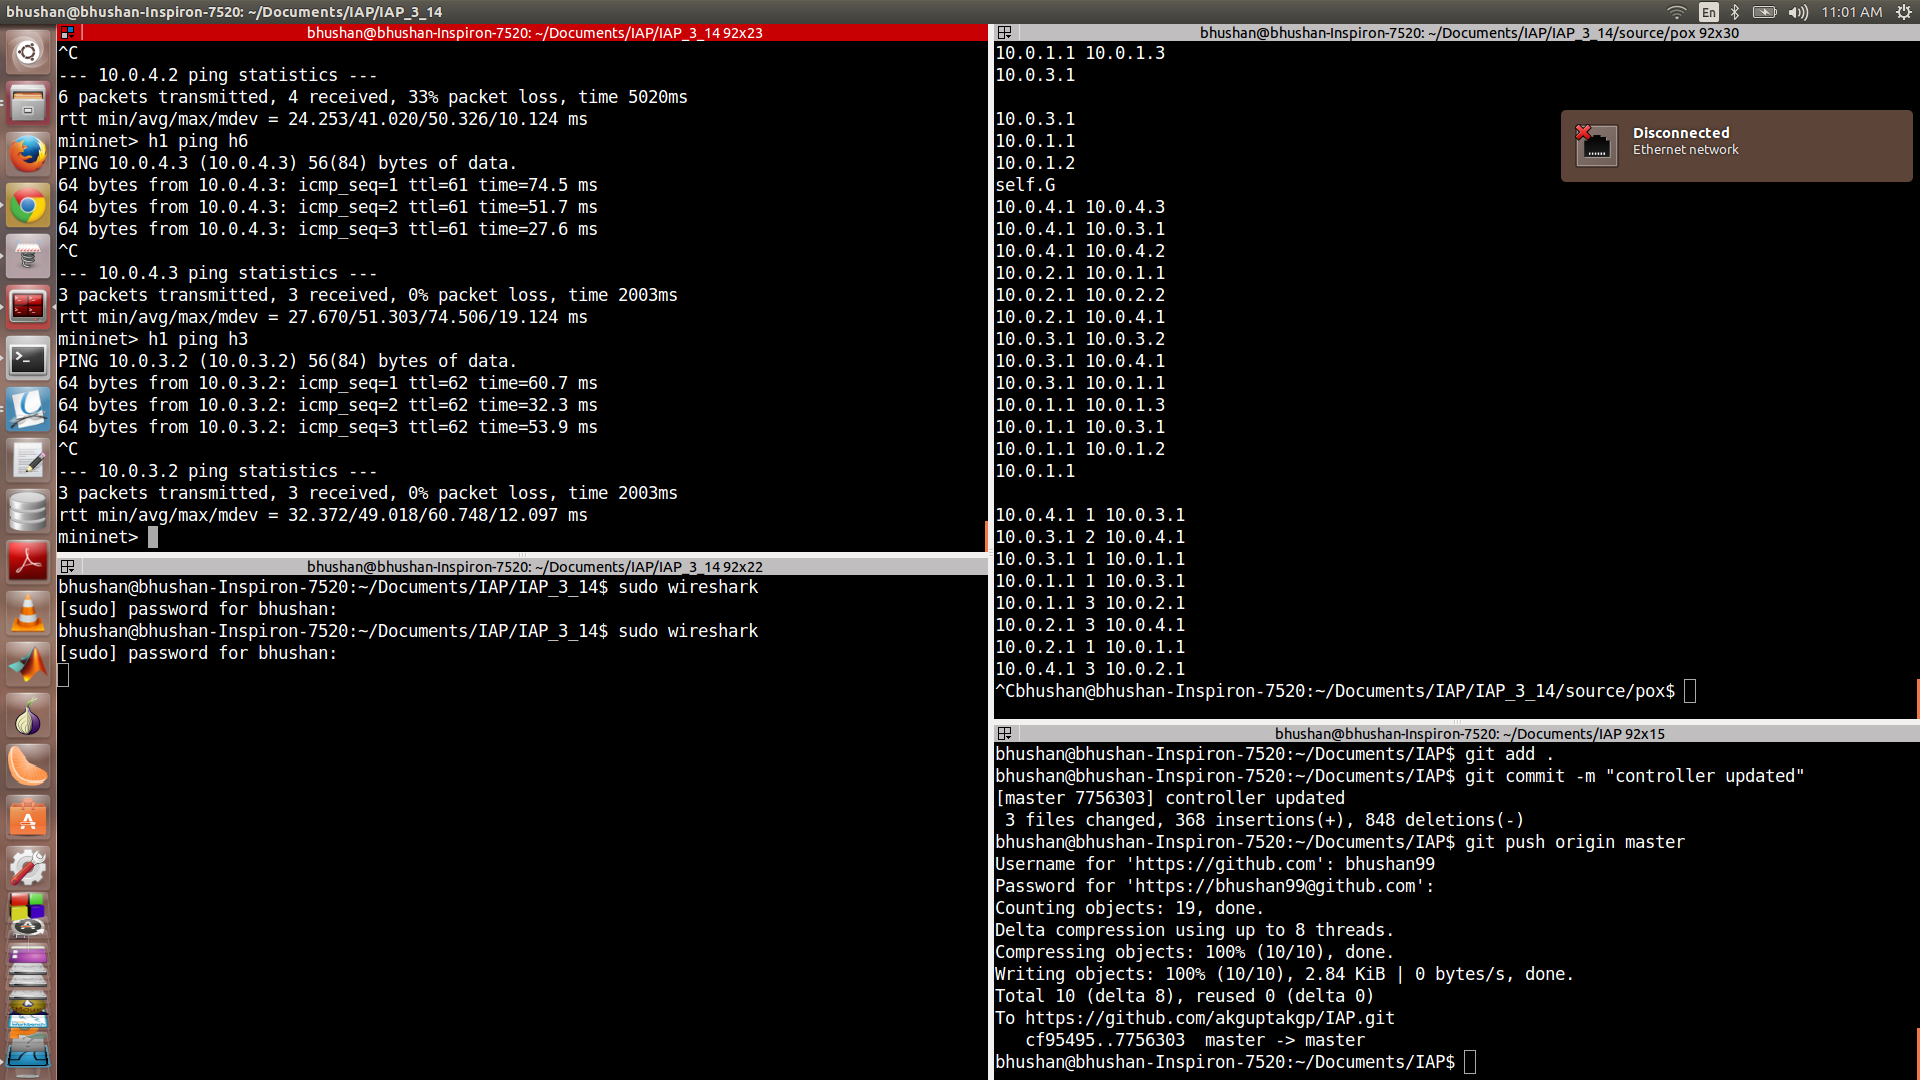 bhushan@bhushan-Inspiron-7520: ~/Documents/IAP/IAP_3_14
En
11:01 AM
bhushan@bhushan-Inspiron-7520: ~/Documents/IAP/IAP_3_14 92x23
^C
--- 10.0.4.2 ping statistics ---
6 packets transmitted, 4 received, 33% packet loss, time 5020ms
rtt min/avg/max/mdev = 24.253/41.020/50.326/10.124 ms
mininet> h1 ping h6
PING 10.0.4.3 (10.0.4.3) 56(84) bytes of data.
64 bytes from 10.0.4.3: icmp_seq=1 ttl=61 time=74.5 ms
64 bytes from 10.0.4.3: icmp_seq=2 ttl=61 time=51.7 ms
64 bytes from 10.0.4.3: icmp_seq=3 ttl=61 time=27.6 ms
^C
--- 10.0.4.3 ping statistics ---
3 packets transmitted, 3 received, 0% packet loss, time 2003ms
rtt min/avg/max/mdev = 27.670/51.303/74.506/19.124 ms
mininet> h1 ping h3
PING 10.0.3.2 (10.0.3.2) 56(84) bytes of data.
64 bytes from 10.0.3.2: icmp_seq=1 ttl=62 time=60.7 ms
64 bytes from 10.0.3.2: icmp_seq=2 ttl=62 time=32.3 ms
64 bytes from 10.0.3.2: icmp_seq=3 ttl=62 time=53.9 ms
^C
--- 10.0.3.2 ping statistics ---
3 packets transmitted, 3 received, 0% packet loss, time 2003ms
rtt min/avg/max/mdev = 32.372/49.018/60.748/12.097 ms
mininet>
bhushan@bhushan-Inspiron-7520: ~/Documents/IAP/IAP_3_14 92x22
bhushan@bhushan-Inspiron-7520:~/Documents/IAP/IAP_3_14$ sudo wireshark
[sudo] password for bhushan:
bhushan@bhushan-Inspiron-7520:~/Documents/IAP/IAP_3_14$ sudo wireshark
[sudo] password for bhushan:
bhushan@bhushan-Inspiron-7520: ~/Documents/IAP/IAP_3_14/source/pox 92x30
10.0.1.1 10.0.1.3
10.0.3.1
10.0.3.1
10.0.1.1
10.0.1.2
self.G
10.0.4.1 10.0.4.3
10.0.4.1 10.0.3.1
10.0.4.1 10.0.4.2
10.0.2.1 10.0.1.1
10.0.2.1 10.0.2.2
10.0.2.1 10.0.4.1
10.0.3.1 10.0.3.2
10.0.3.1 10.0.4.1
10.0.3.1 10.0.1.1
10.0.1.1 10.0.1.3
10.0.1.1 10.0.3.1
10.0.1.1 10.0.1.2
10.0.1.1
10.0.4.1 1 10.0.3.1
10.0.3.1 2 10.0.4.1
10.0.3.1 1 10.0.1.1
10.0.1.1 1 10.0.3.1
10.0.1.1 3 10.0.2.1
10.0.2.1 3 10.0.4.1
10.0.2.1 1 10.0.1.1
10.0.4.1 3 10.0.2.1
^Cbhushan@bhushan-Inspiron-7520:~/Documents/IAP/IAP_3_14/source/pox$
Disconnected
Ethernet network
bhushan@bhushan-Inspiron-7520: ~/Documents/IAP 92x15
bhushan@bhushan-Inspiron-7520:~/Documents/IAP$ git add .
bhushan@bhushan-Inspiron-7520:~/Documents/IAP$ git commit -m "controller updated"
[master 7756303] controller updated
 3 files changed, 368 insertions(+), 848 deletions(-)
bhushan@bhushan-Inspiron-7520:~/Documents/IAP$ git push origin master
Username for 'https://github.com': bhushan99
Password for 'https://bhushan99@github.com':
Counting objects: 19, done.
Delta compression using up to 8 threads.
Compressing objects: 100% (10/10), done.
Writing objects: 100% (10/10), 2.84 KiB | 0 bytes/s, done.
Total 10 (delta 8), reused 0 (delta 0)
To https://github.com/akguptakgp/IAP.git
   cf95495..7756303  master -> master
bhushan@bhushan-Inspiron-7520:~/Documents/IAP$